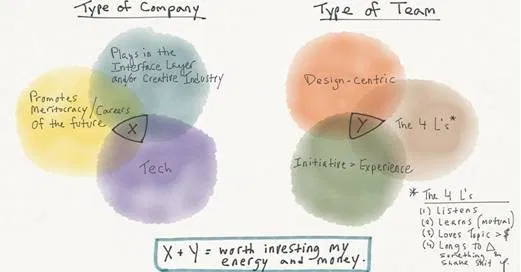 Type of Company
Plays in the
Interface Layer
and/or Creative Industry
Promotes
Meritocracy/Careers
of the future
X
Tech
Type of Team
Design-centric
Y
The 4 L's*
Initiative > Experience
* The 4 L's
(1) Listens
(2) Learns (mutual)
(3) Loves Topic > $
(4) Longs To △
something &
shake shit up
X + Y = worth investing my
energy and money.